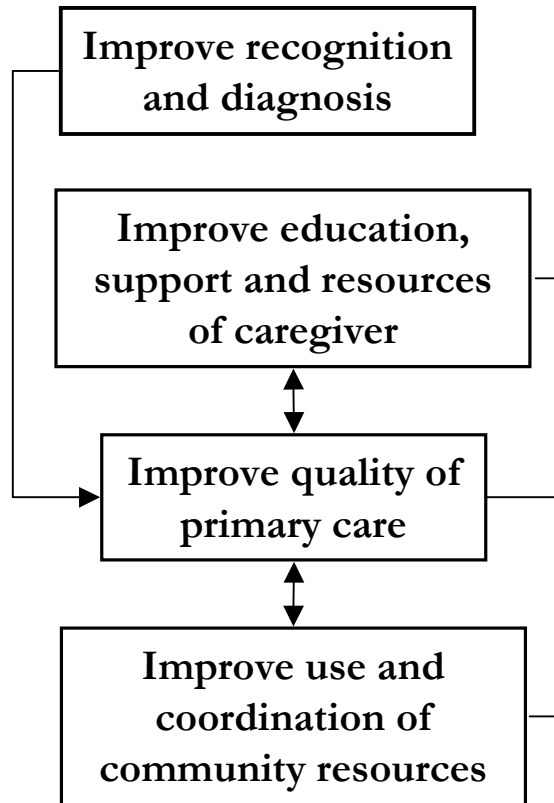 Improve recognition
and diagnosis
Improve education,
support and resources
of caregiver
Improve quality of
primary care
Improve use and
coordination of
community resources